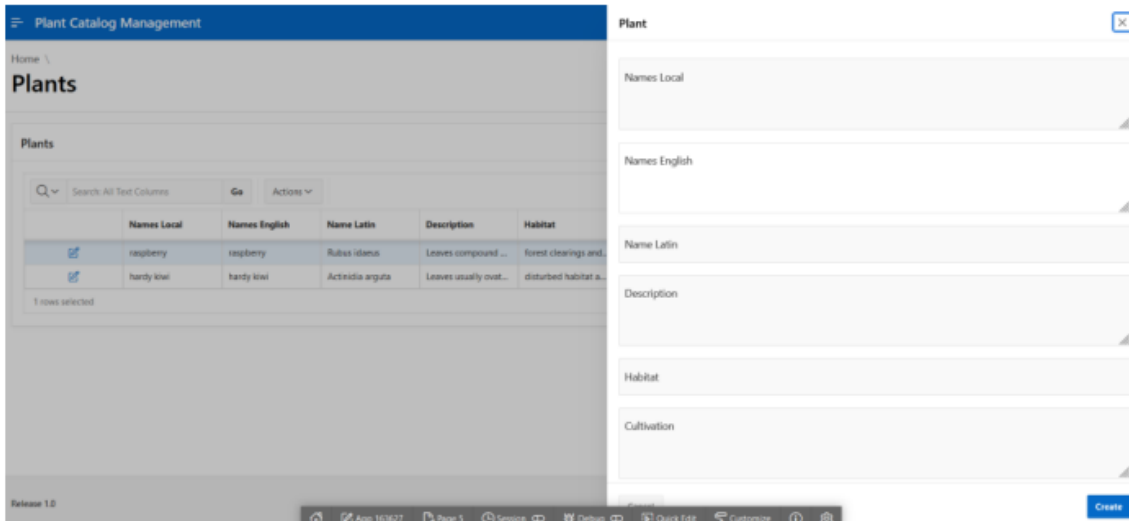 Plant Catalog Management
Home \
Plants
Plants
Search: All Text Columns Go Actions
Names Local Names English Name Latin Description Habitat
raspberry raspberry Rubus idaeus Leaves compound ... forest clearings and...
hardy kiwi hardy kiwi Actinidia arguta Leaves usually ovat... disturbed habitat a...
1 rows selected
Release 1.0
Plant
Names Local
Names English
Name Latin
Description
Habitat
Cultivation
Cancel Create
App 161627 Page 5 Session Debug Quick Edit Customize